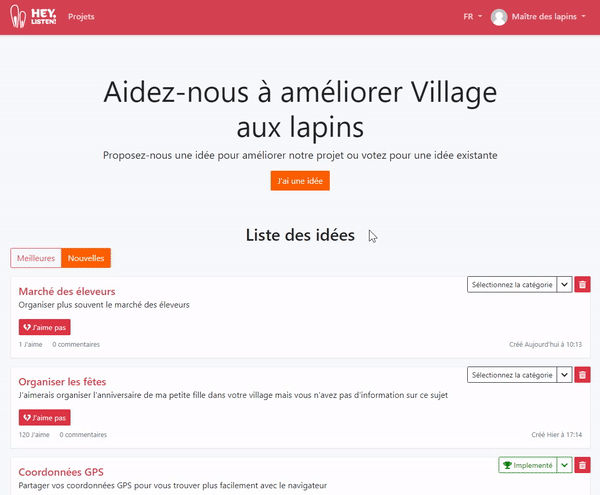 HEY, LISTEN!
Projets
FR
Maître des lapins
Aidez-nous à améliorer Village
aux lapins
Proposez-nous une idée pour améliorer notre projet ou votez pour une idée existante
J'ai une idée
Liste des idées
Meilleures
Nouvelles
Sélectionnez la catégorie
Marché des éleveurs
Organiser plus souvent le marché des éleveurs
J'aime pas
1 J'aime 0 commentaires
Créé Aujourd'hui à 10:13
Sélectionnez la catégorie
Organiser les fêtes
J'aimerais organiser l'anniversaire de ma petite fille dans votre village mais vous n'avez pas d'information sur ce sujet
J'aime pas
120 J'aime 0 commentaires
Créé Hier à 17:14
Implementé
Coordonnées GPS
Partager vos coordonnées GPS pour vous trouver plus facilement avec le navigateur